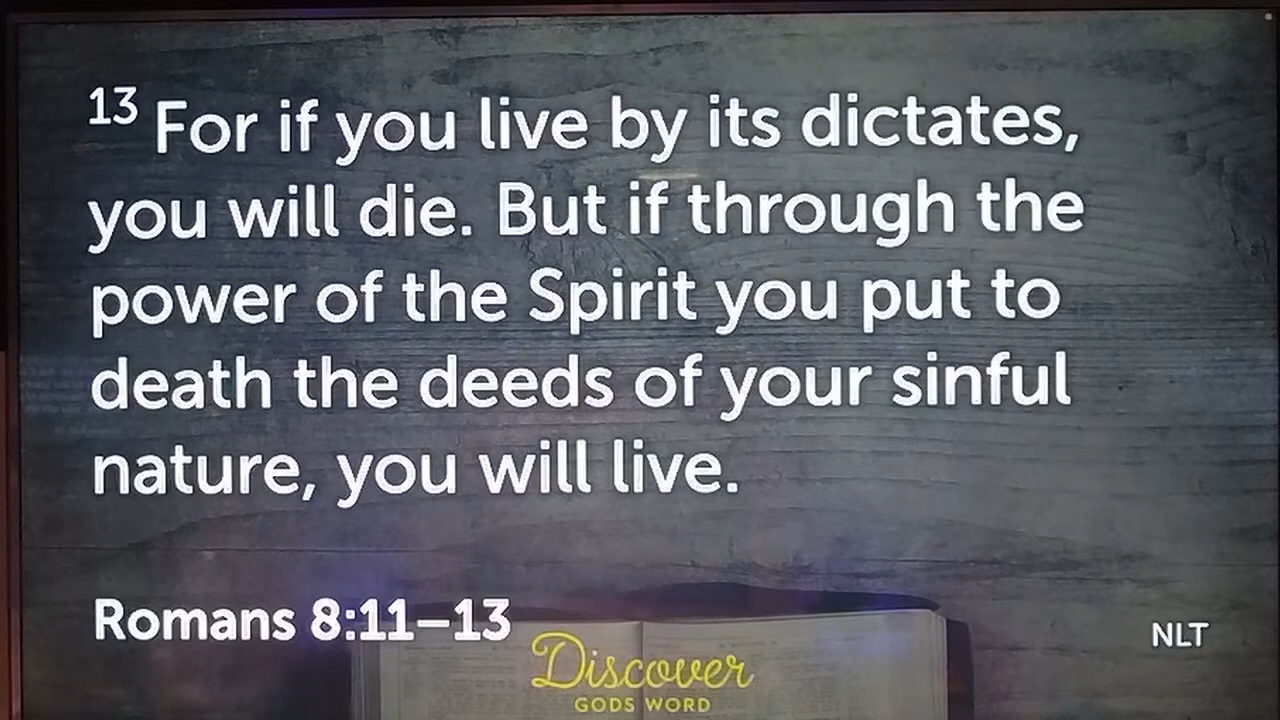 13 For if you live by its dictates,
you will die. But if through the
power of the Spirit you put to
death the deeds of your sinful
nature, you will live.
Romans 8:11–13
NLT
Discover
GODS WORD